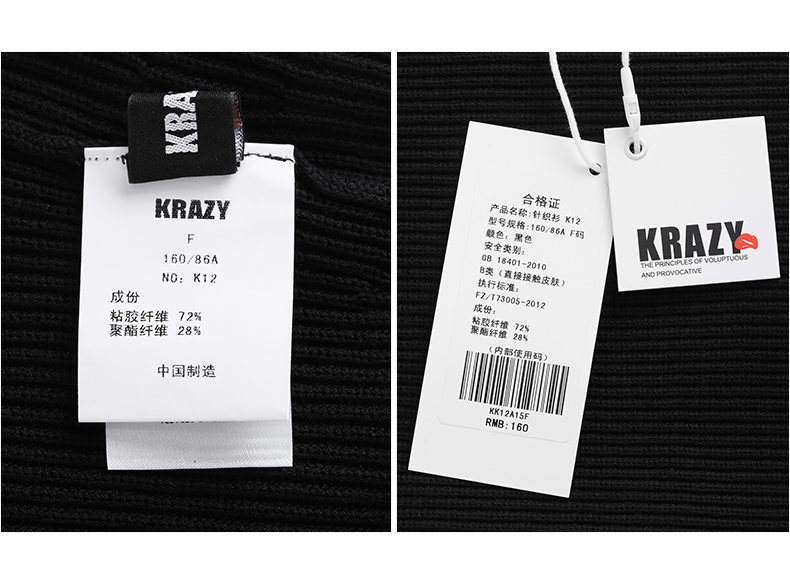 KRA
KRAZY
F
160/86A
NO: K12
成份
粘胶纤维 72%
聚酯纤维 28%
中国制造
合格证
产品名称:针织衫 K12
型号规格:160/86A F码
颜色: 黑色
安全类别:
GB 18401-2010
B类（直接接触皮肤）
执行标准:
FZ/T73005-2012
成份:
粘胶纤维 72%
聚酯纤维 28%
（内部使用码）
KK12A15F
RMB:160
KRAZY
THE PRINCIPLES OF VOLUPTUOUS
AND PROVOCATIVE